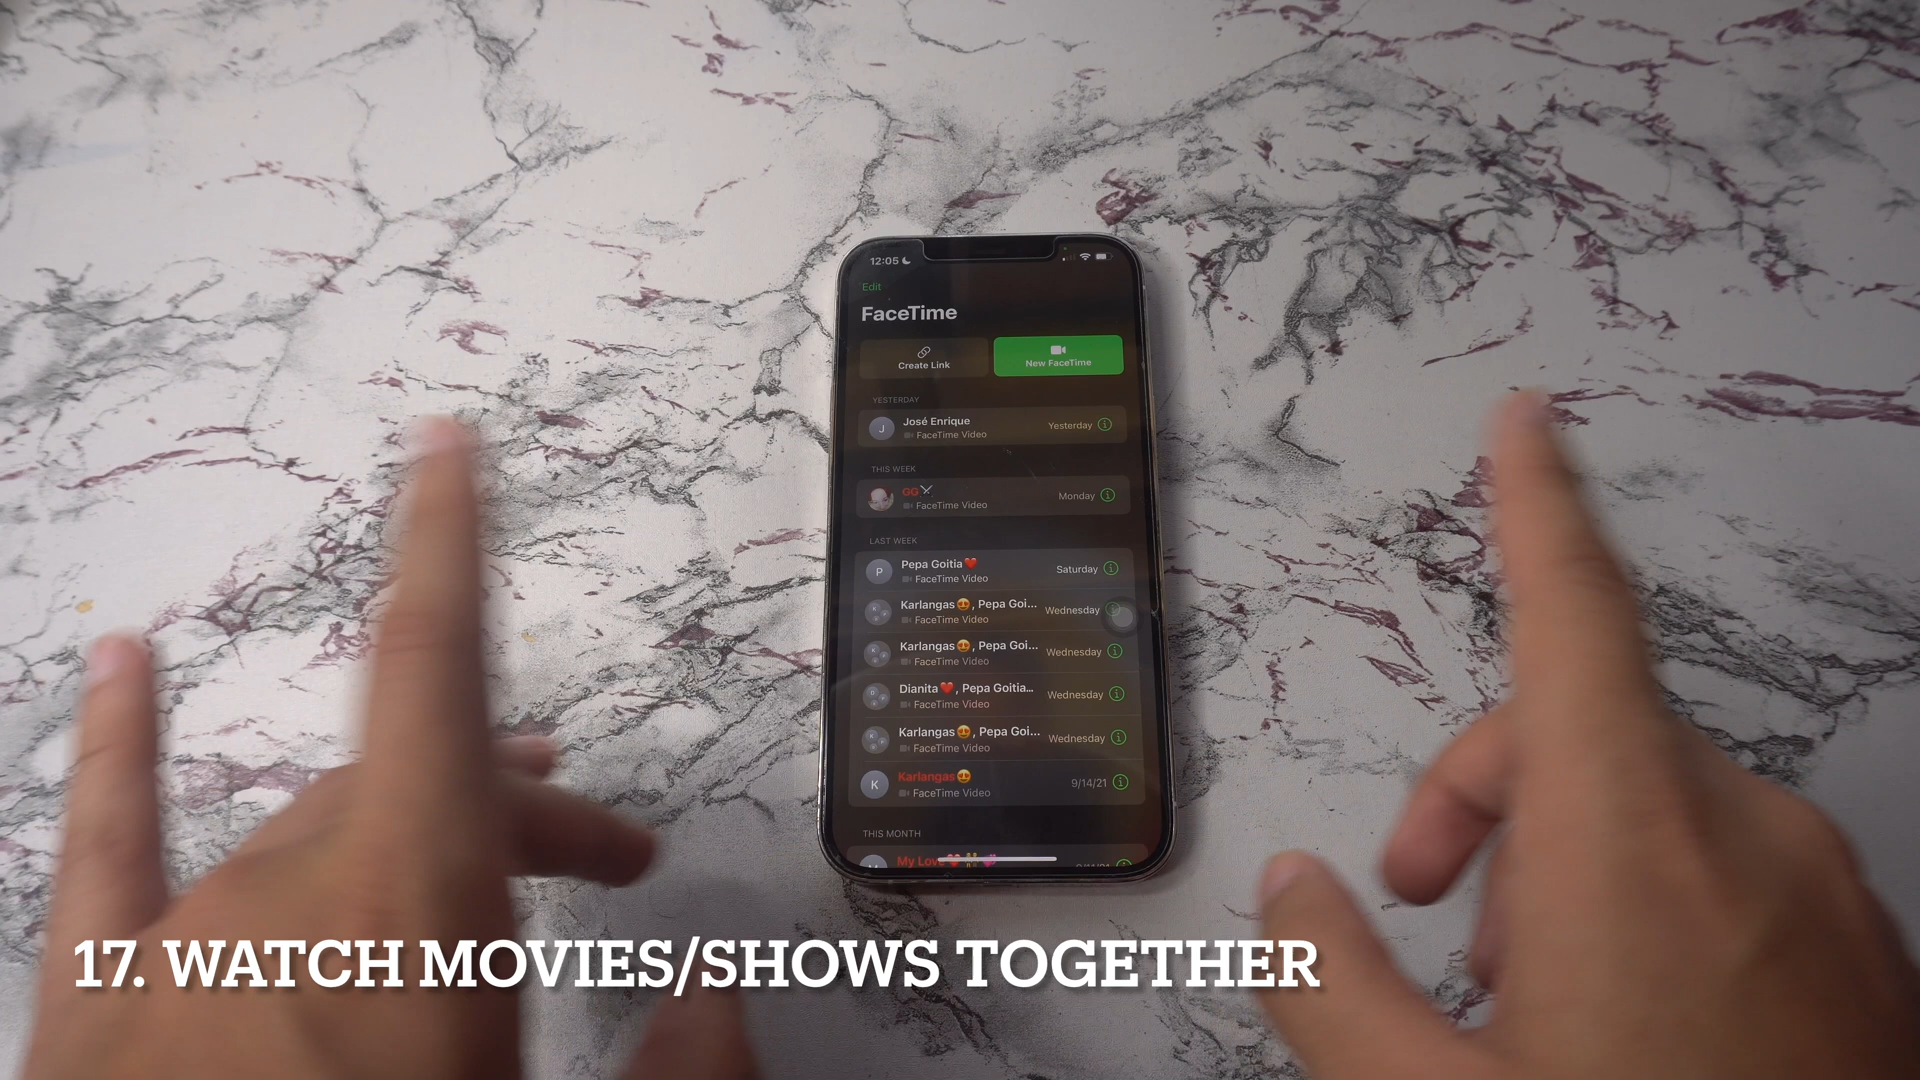 12:05
Edit
FaceTime
Create Link
New FaceTime
YESTERDAY
J
José Enrique
FaceTime Video
Yesterday
THIS WEEK
GG⚔
FaceTime Video
Monday
LAST WEEK
P
Pepa Goitia❤️
FaceTime Video
Saturday
Karlangas😍, Pepa Goi...
FaceTime Video
Wednesday
Karlangas😍, Pepa Goi...
FaceTime Video
Wednesday
Dianita❤️, Pepa Goitia...
FaceTime Video
Wednesday
Karlangas😍, Pepa Goi...
FaceTime Video
Wednesday
K
Karlangas😍
FaceTime Video
9/14/21
THIS MONTH
My Love
17. WATCH MOVIES/SHOWS TOGETHER